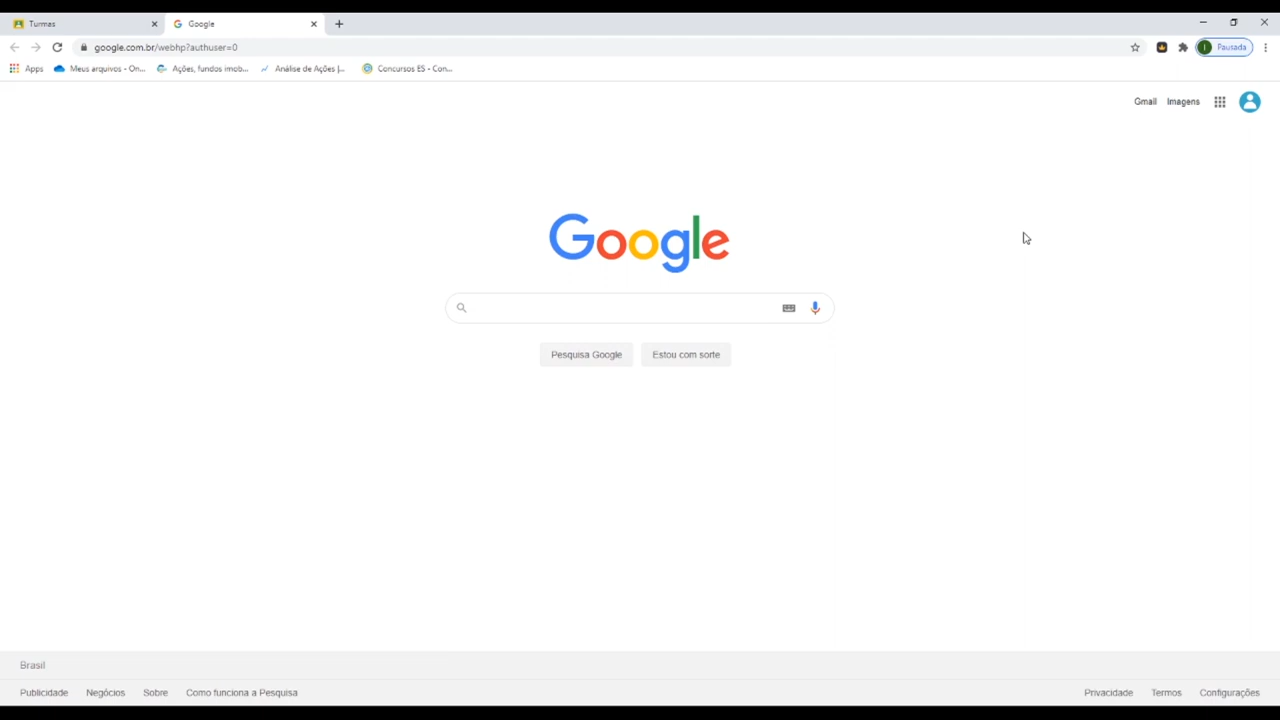 Turmas
Google
google.com.br/webhp?authuser=0
Pausada
Apps
Meus arquivos - On...
Ações, fundos imob...
Análise de Ações |...
Concursos ES - Con...
Gmail
Imagens
Google
Pesquisa Google
Estou com sorte
Brasil
Publicidade
Negócios
Sobre
Como funciona a Pesquisa
Privacidade
Termos
Configurações